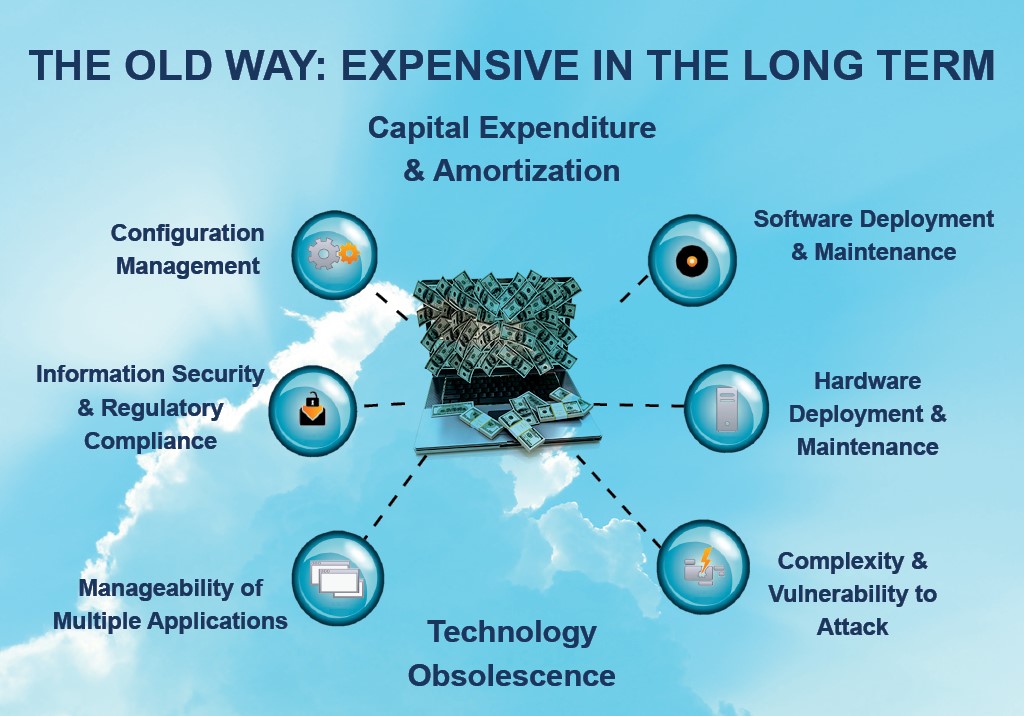 THE OLD WAY: EXPENSIVE IN THE LONG TERM
Capital Expenditure
& Amortization
Configuration
Management
Software Deployment
& Maintenance
Information Security
& Regulatory
Compliance
Hardware
Deployment &
Maintenance
Manageability of
Multiple Applications
Complexity &
Vulnerability to
Attack
Technology
Obsolescence